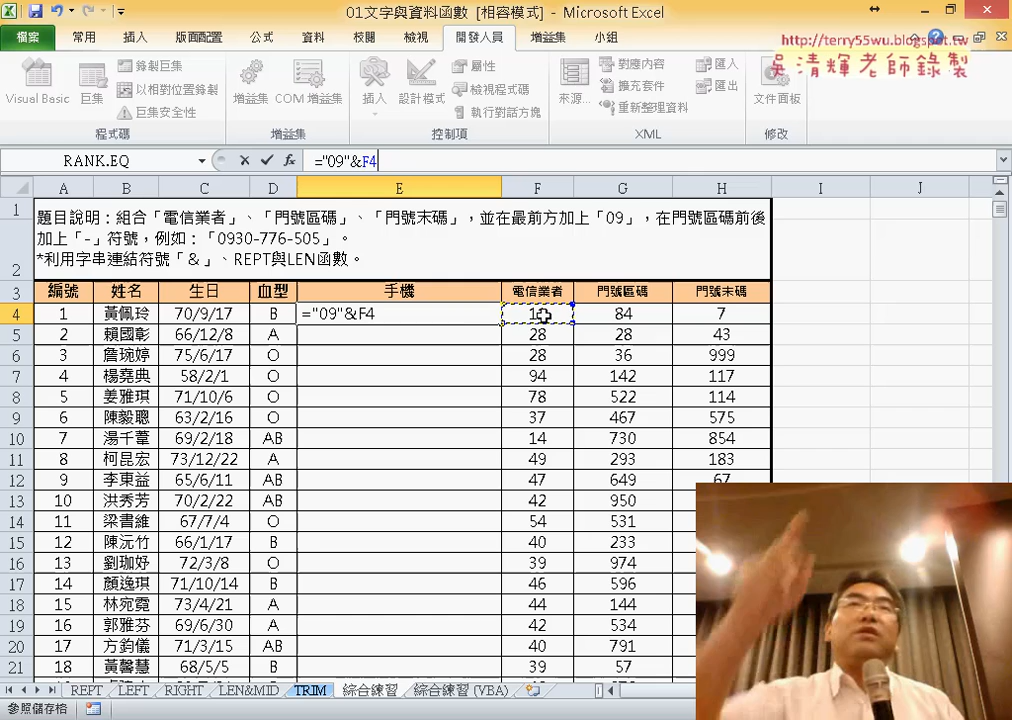 01文字與資料函數 [相容模式] - Microsoft Excel
檔案 常用 插入 版面配置 公式 資料 校閱 檢視 開發人員 增益集 小組
http://terry55wu.blogspot.tw
吳清輝老師錄製
Visual Basic 巨集 錄製巨集 以相對位置錄製 巨集安全性 程式碼
增益集 COM 增益集 增益集
插入 設計模式 屬性 檢視程式碼 執行對話方塊 控制項
來源... 對應內容 擴充套件 重新整理資料 匯入 匯出 XML
文件面板 修改
RANK.EQ fx ="09"&F4
A B C D E F G H I J
1 題目說明：組合「電信業者」、「門號區碼」、「門號末碼」，並在最前方加上「09」，在門號區碼前後
加上「-」符號，例如：「0930-776-505」。
2 *利用字串連結符號「&」、REPT與LEN函數。
3 編號 姓名 生日 血型 手機 電信業者 門號區碼 門號末碼
4 1 黃佩玲 70/9/17 B ="09"&F4 84 7
5 2 賴國彰 66/12/8 A 28 28 43
6 3 詹琬婷 75/6/17 O 28 36 999
7 4 楊堯典 58/2/1 O 94 142 117
8 5 姜雅琪 71/10/6 O 78 522 114
9 6 陳毅聰 63/2/16 O 37 467 575
10 7 湯千葦 69/2/18 AB 14 730 854
11 8 柯昆宏 73/12/22 A 49 293 183
12 9 李東益 65/6/11 AB 47 649 67
13 10 洪秀芳 70/2/22 AB 42 950
14 11 梁書維 67/7/4 O 54 531
15 12 陳沅竹 66/1/17 B 40 233
16 13 劉珈妤 72/3/8 O 39 974
17 14 顏逸琪 71/10/14 B 46 596
18 15 林宛霓 73/4/21 A 44 144
19 16 郭雅芬 69/6/30 A 42 534
20 17 方鈞儀 71/3/15 AB 40 791
21 18 黃馨慧 68/5/5 B 39 57
REPT LEFT RIGHT LEN&MID TRIM 綜合練習 綜合練習 (VBA)
參照儲存格